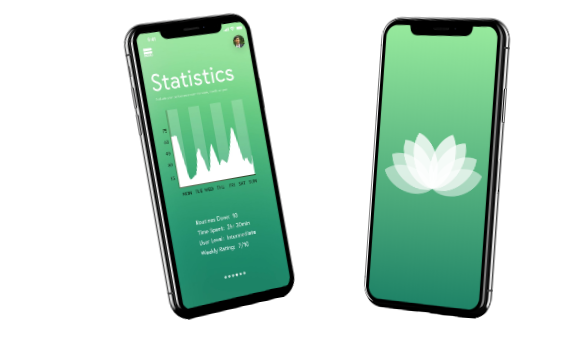 Statistics
MON TUE WED THU FRI SAT SUN
Routines Done: 10
Time Spent: 2h 30min
User Level: Intermediate
Weekly Rating: 7/10